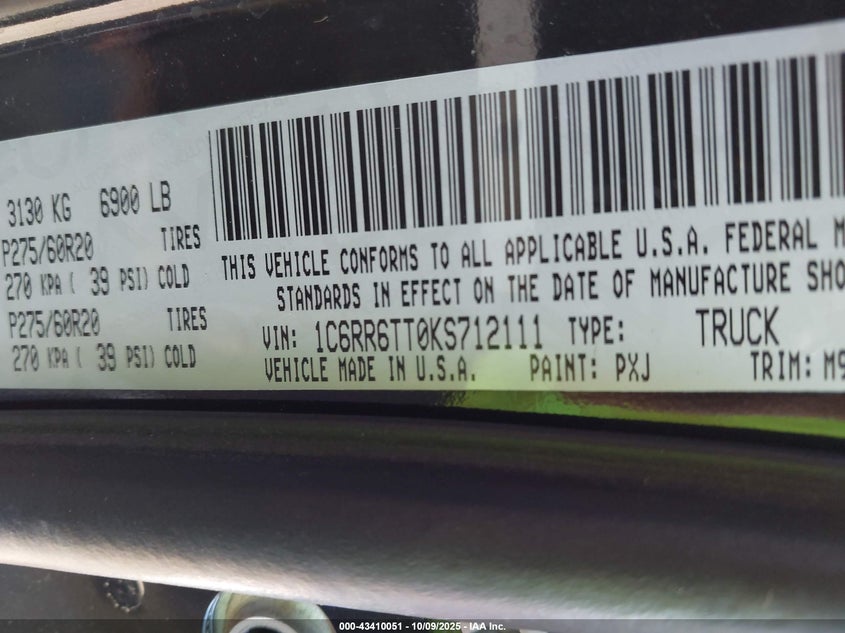 3130 KG 6900 LB
P275/60R20 TIRES
270 KPA ( 39 PSI) COLD
P275/60R20 TIRES
270 KPA ( 39 PSI) COLD
THIS VEHICLE CONFORMS TO ALL APPLICABLE U.S.A. FEDERAL M
STANDARDS IN EFFECT ON THE DATE OF MANUFACTURE SHO
VIN: 1C6RR6TT0KS712111 TYPE: TRUCK
VEHICLE MADE IN U.S.A. PAINT: PXJ TRIM: M9
000-43410051 - 10/09/2025 - IAA Inc.